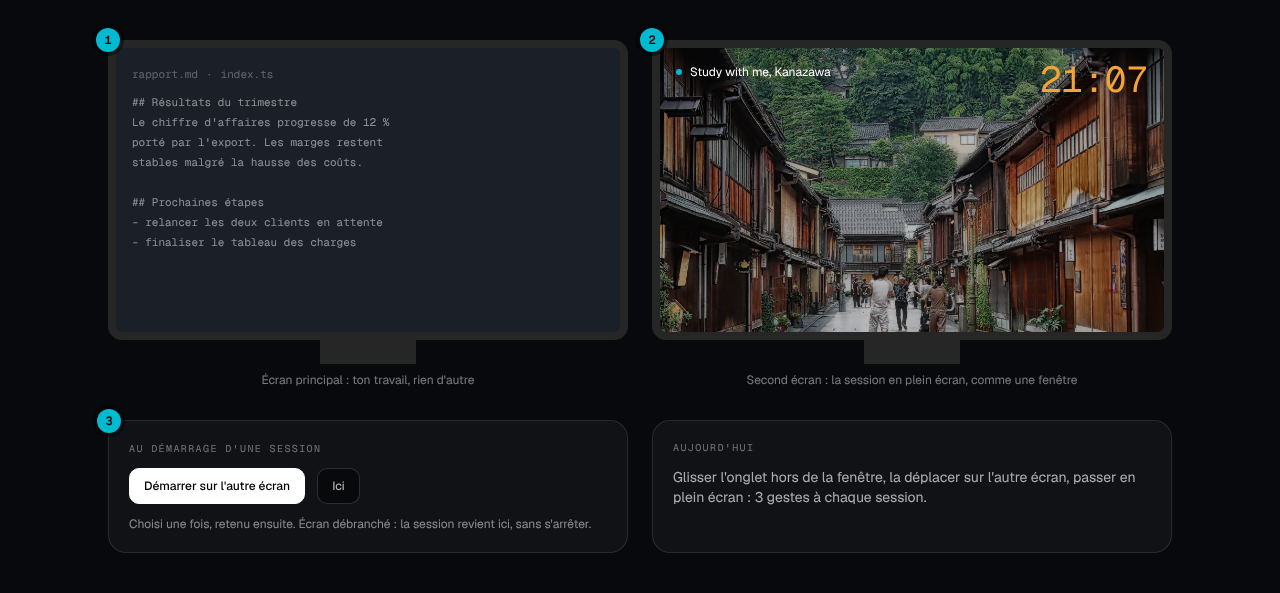 1
rapport.md · index.ts
## Résultats du trimestre
Le chiffre d'affaires progresse de 12 %
porté par l'export. Les marges restent
stables malgré la hausse des coûts.
## Prochaines étapes
- relancer les deux clients en attente
- finaliser le tableau des charges
Écran principal : ton travail, rien d'autre
2
Study with me, Kanazawa
21:07
Second écran : la session en plein écran, comme une fenêtre
3
AU DÉMARRAGE D'UNE SESSION
Démarrer sur l'autre écran
Ici
Choisi une fois, retenu ensuite. Écran débranché : la session revient ici, sans s'arrêter.
AUJOURD'HUI
Glisser l'onglet hors de la fenêtre, la déplacer sur l'autre écran, passer en
plein écran : 3 gestes à chaque session.